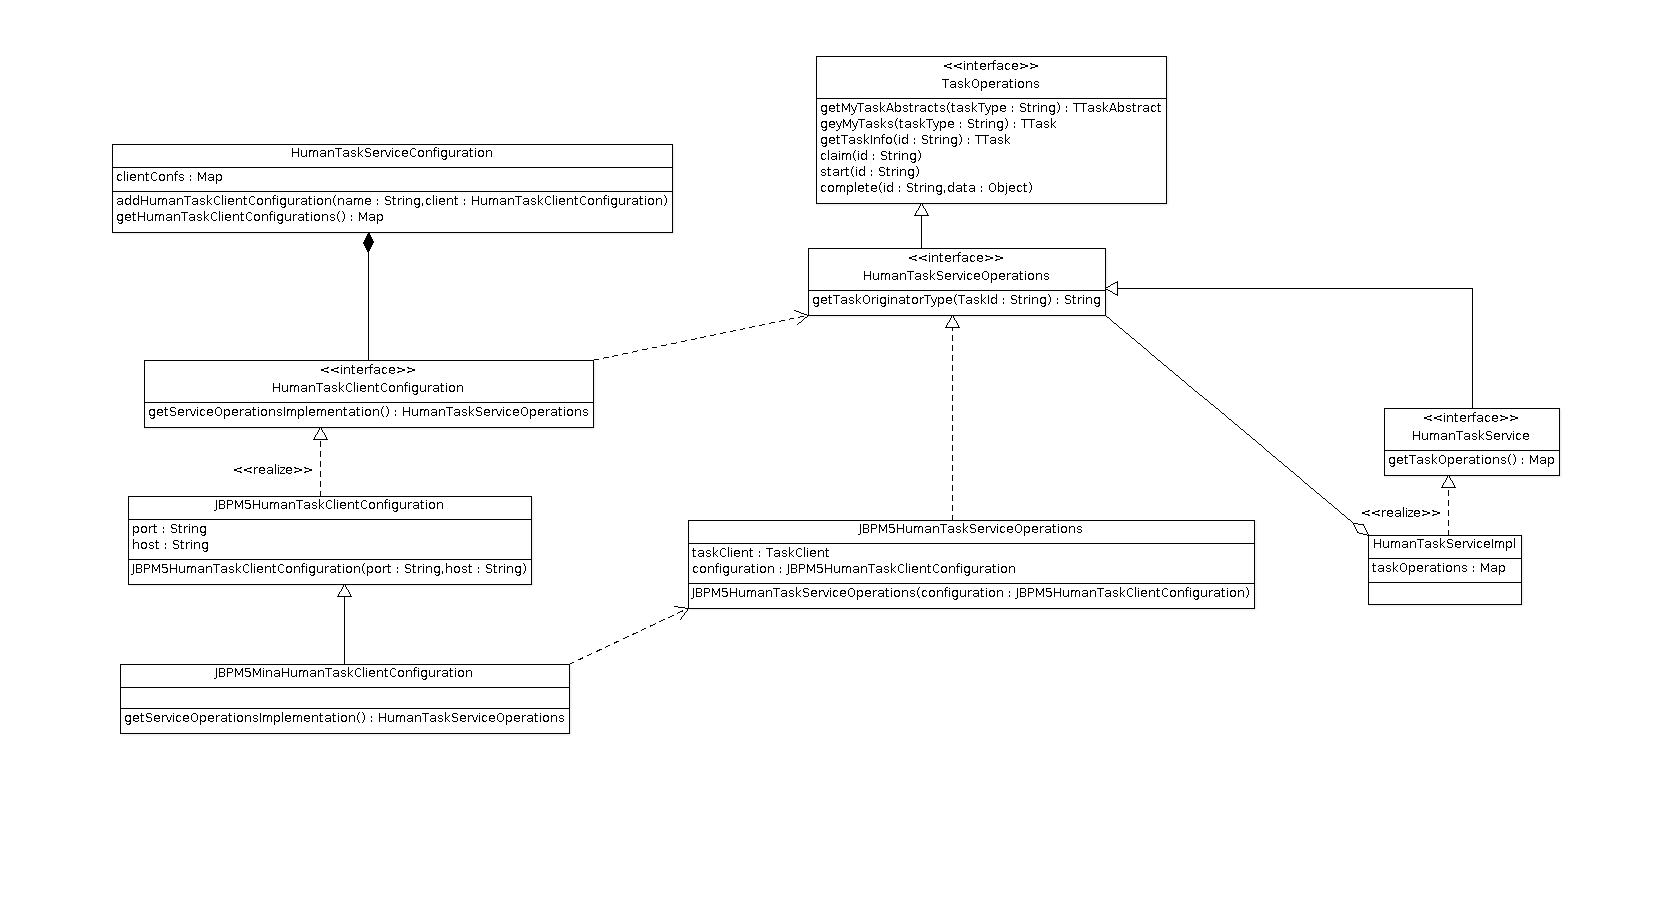 <<interface>>
TaskOperations
getMyTaskAbstracts(taskType : String) : TTaskAbstract
geyMyTasks(taskType : String) : TTask
getTaskInfo(id : String) : TTask
claim(id : String)
start(id : String)
complete(id : String,data : Object)
HumanTaskServiceConfiguration
clientConfs : Map
addHumanTaskClientConfiguration(name : String,client : HumanTaskClientConfiguration)
getHumanTaskClientConfigurations() : Map
<<interface>>
HumanTaskServiceOperations
getTaskOriginatorType(TaskId : String) : String
<<interface>>
HumanTaskClientConfiguration
getServiceOperationsImplementation() : HumanTaskServiceOperations
<<interface>>
HumanTaskService
getTaskOperations() : Map
<<realize>>
JBPM5HumanTaskClientConfiguration
port : String
host : String
JBPM5HumanTaskClientConfiguration(port : String,host : String)
JBPM5HumanTaskServiceOperations
taskClient : TaskClient
configuration : JBPM5HumanTaskClientConfiguration
JBPM5HumanTaskServiceOperations(configuration : JBPM5HumanTaskClientConfiguration)
<<realize>>
HumanTaskServiceImpl
taskOperations : Map
JBPM5MinaHumanTaskClientConfiguration
getServiceOperationsImplementation() : HumanTaskServiceOperations